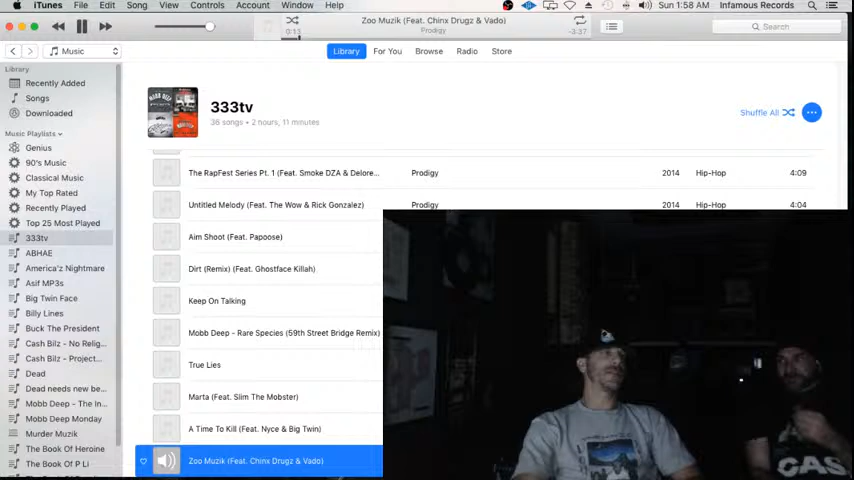 iTunes File Edit Song View Controls Account Window Help Sun 1:58 AM Infamous Records
Zoo Muzik (Feat. Chinx Drugz & Vado)
0:13 Prodigy -3:37
Search
Music Library For You Browse Radio Store
Library
Recently Added
Songs
Downloaded
Music Playlists
Genius
90's Music
Classical Music
My Top Rated
Recently Played
Top 25 Most Played
333tv
ABHAE
America'z Nightmare
Asif MP3s
Big Twin Face
Billy Lines
Buck The President
Cash Bilz - No Relig...
Cash Bilz - Project...
Dead
Dead needs new be...
Mobb Deep - The In...
Mobb Deep Monday
Murder Muzik
The Book Of Heroine
The Book Of P Li
333tv
36 songs • 2 hours, 11 minutes
Shuffle All
The RapFest Series Pt. 1 (Feat. Smoke DZA & Delore... Prodigy 2014 Hip-Hop 4:09
Untitled Melody (Feat. The Wow & Rick Gonzalez) Prodigy 2014 Hip-Hop 4:04
Aim Shoot (Feat. Papoose)
Dirt (Remix) (Feat. Ghostface Killah)
Keep On Talking
Mobb Deep - Rare Species (59th Street Bridge Remix)
True Lies
Marta (Feat. Slim The Mobster)
A Time To Kill (Feat. Nyce & Big Twin)
Zoo Muzik (Feat. Chinx Drugz & Vado)
CAS